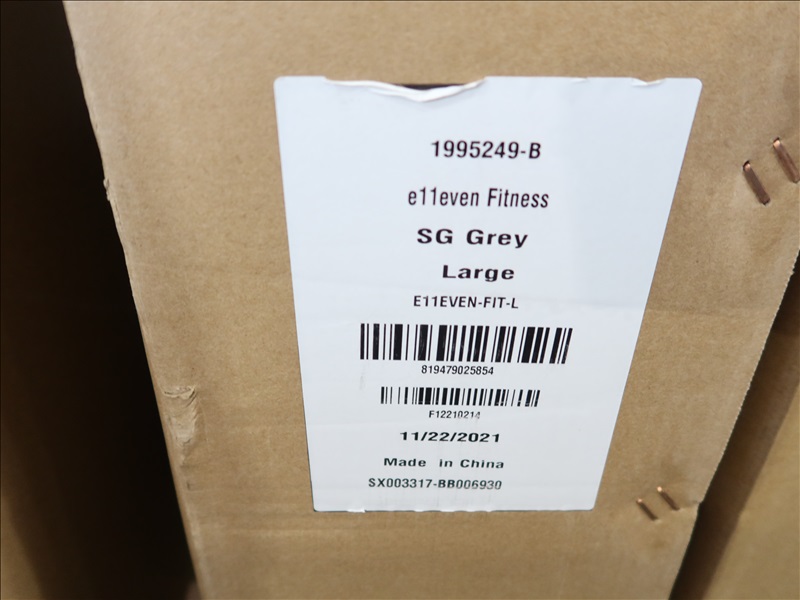 1995249-B
e11even Fitness
SG Grey
Large
E11EVEN-FIT-L
819479025854
F12210214
11/22/2021
Made in China
SX003317-BB006930